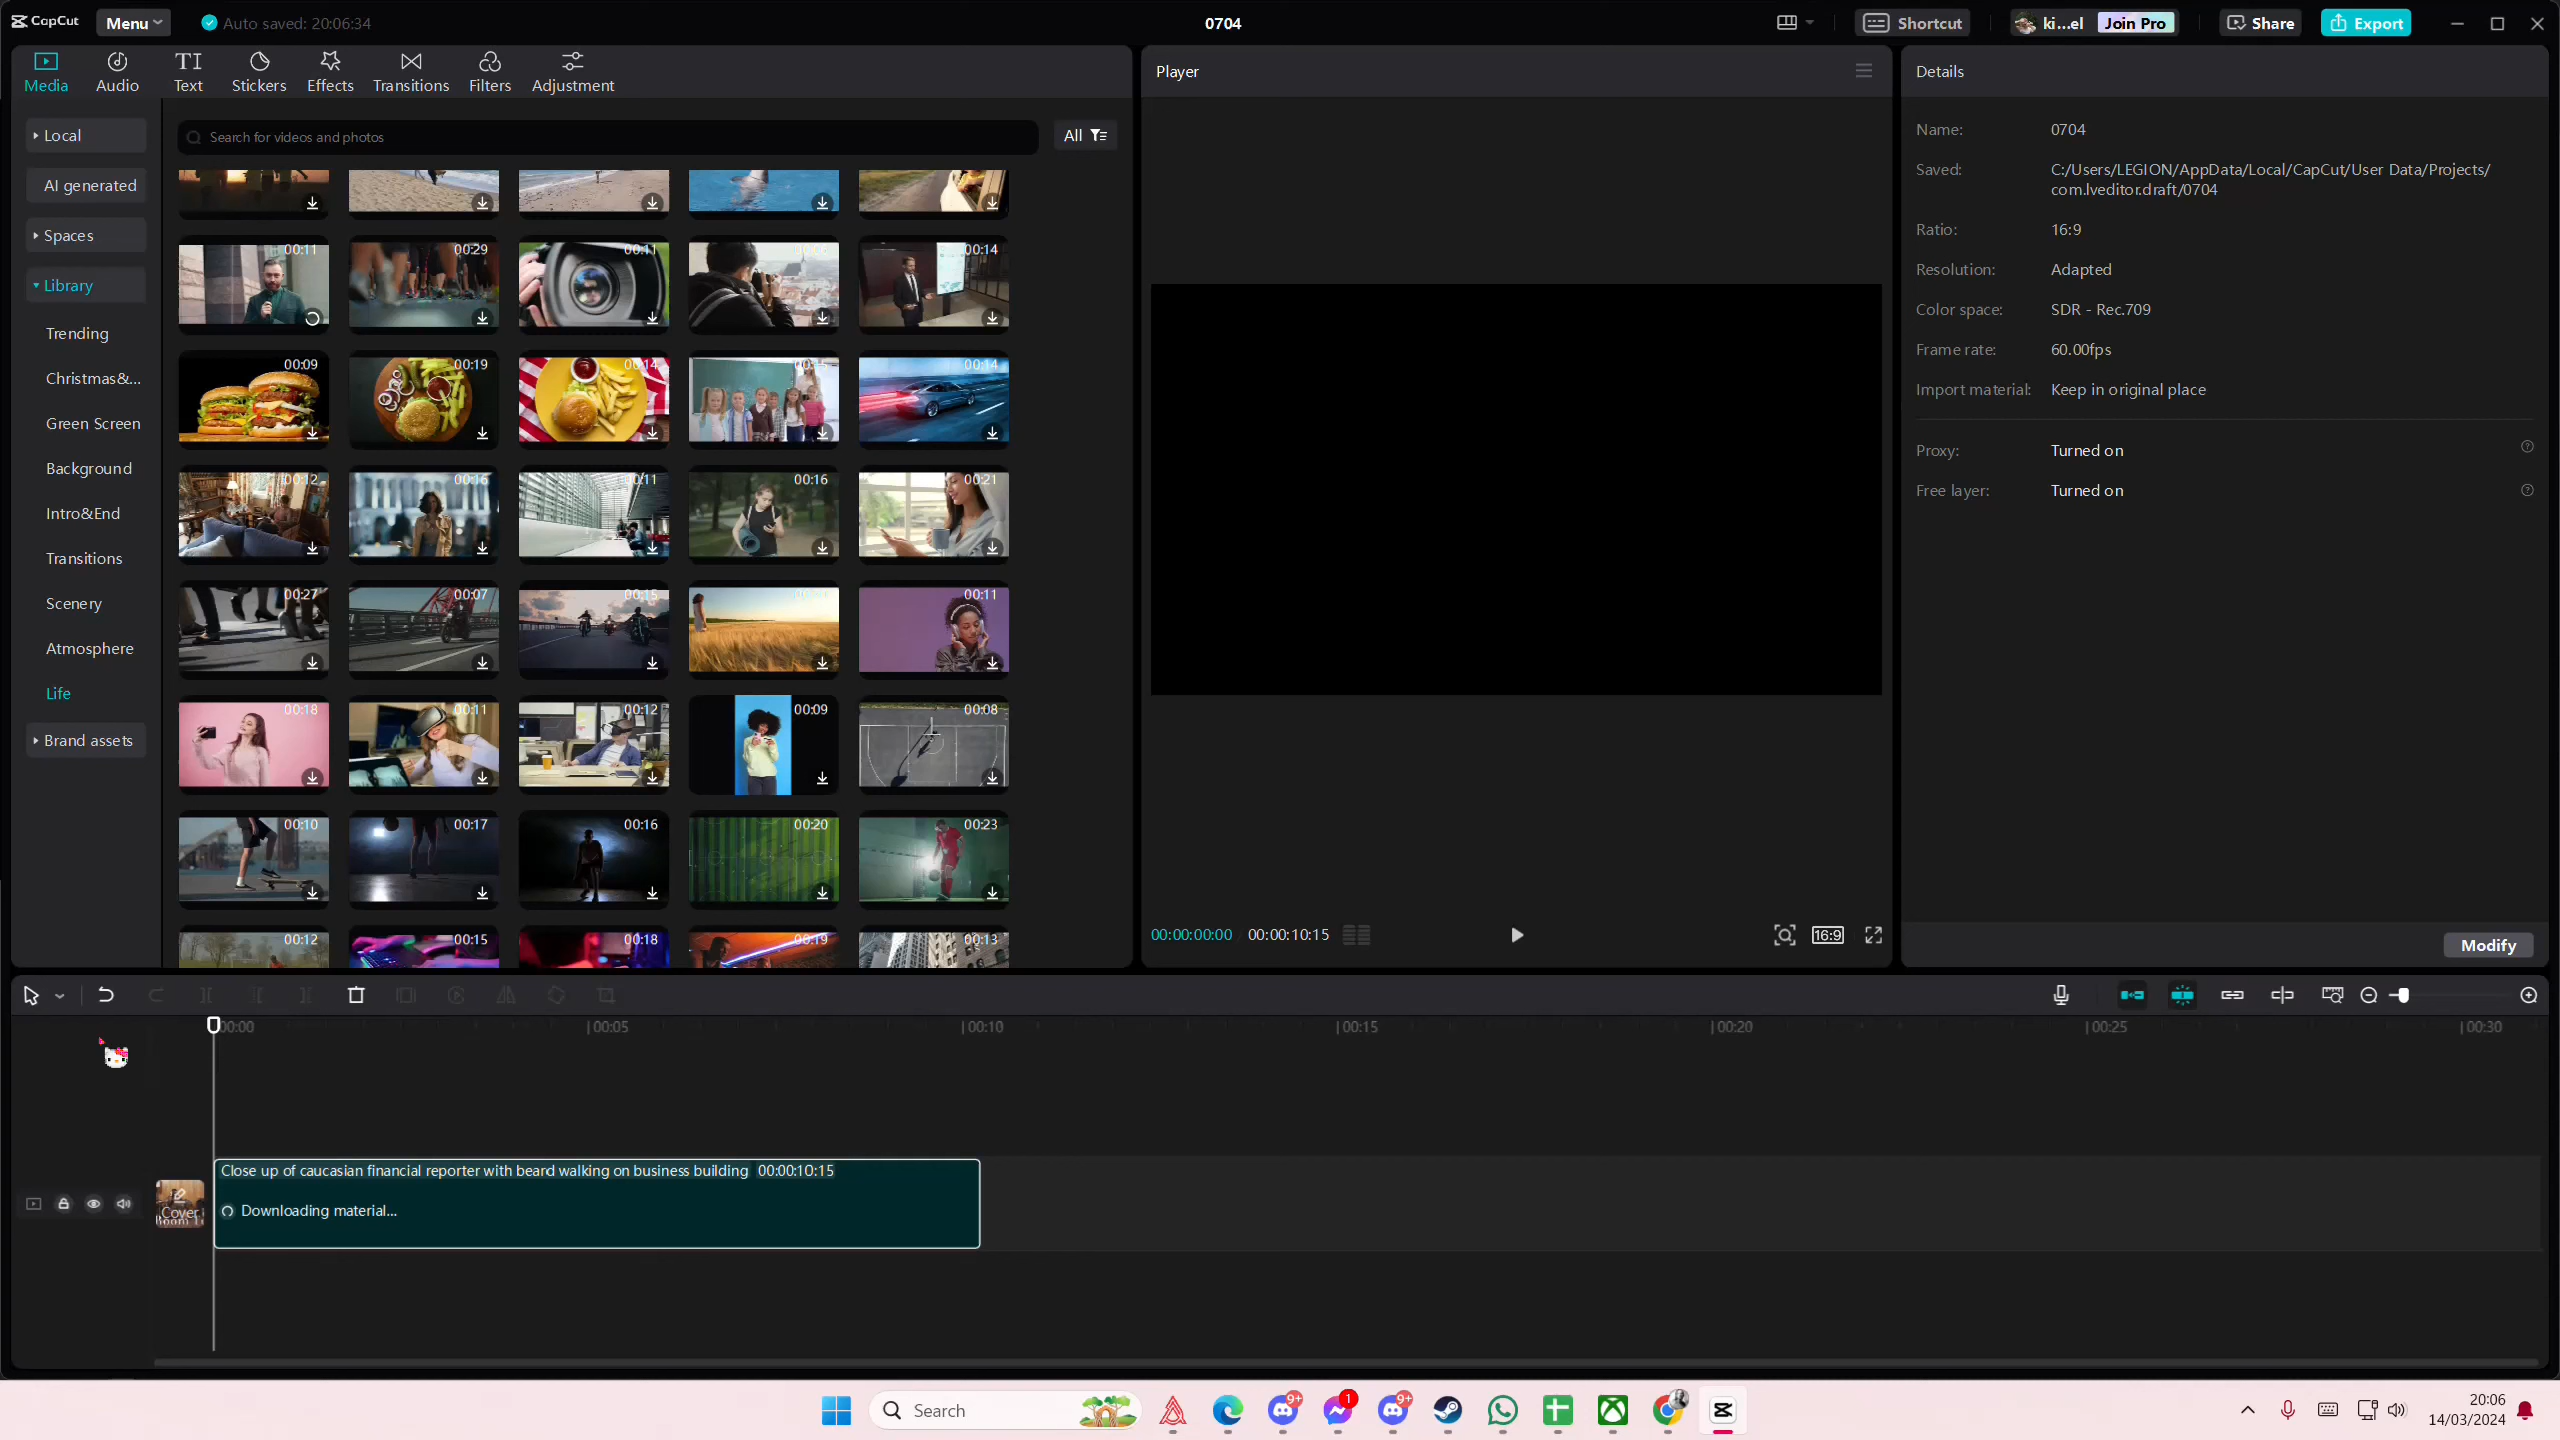 CapCut
Menu
Auto saved: 20:06:34
0704
Shortcut
ki...el
Join Pro
Share
Export
Media
Audio
Text
Stickers
Effects
Transitions
Filters
Adjustment
Player
Details
Local
AI generated
Spaces
Library
Trending
Christmas&...
Green Screen
Background
Intro&End
Transitions
Scenery
Atmosphere
Life
Brand assets
Search for videos and photos
All
00:11
00:29
00:11
00:14
00:09
00:19
00:14
00:14
00:12
00:16
00:11
00:16
00:21
00:27
00:07
00:15
00:11
00:18
00:11
00:12
00:09
00:08
00:10
00:17
00:16
00:20
00:23
00:12
00:15
00:18
00:19
00:13
00:00:00:00
00:00:10:15
16:9
Name:
0704
Saved:
C:/Users/LEGION/AppData/Local/CapCut/User Data/Projects/
com.lveditor.draft/0704
Ratio:
16:9
Resolution:
Adapted
Color space:
SDR - Rec.709
Frame rate:
60.00fps
Import material:
Keep in original place
Proxy:
Turned on
Free layer:
Turned on
Modify
00:00
00:05
00:10
00:15
00:20
00:25
00:30
Cover
Close up of caucasian financial reporter with beard walking on business building 00:00:10:15
Downloading material...
Search
9+
1
9+
20:06
14/03/2024